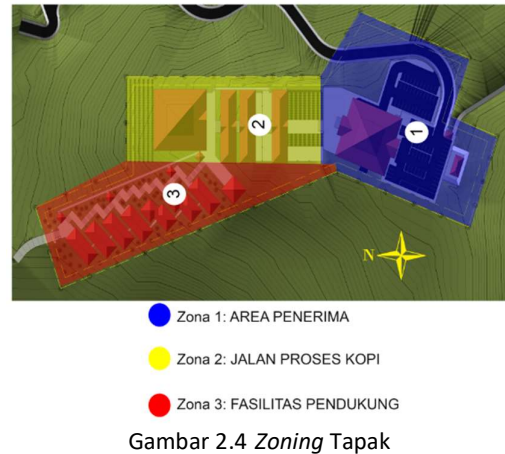 1
2
3
N
Zona 1: AREA PENERIMA
Zona 2: JALAN PROSES KOPI
Zona 3: FASILITAS PENDUKUNG
Gambar 2.4 Zoning Tapak